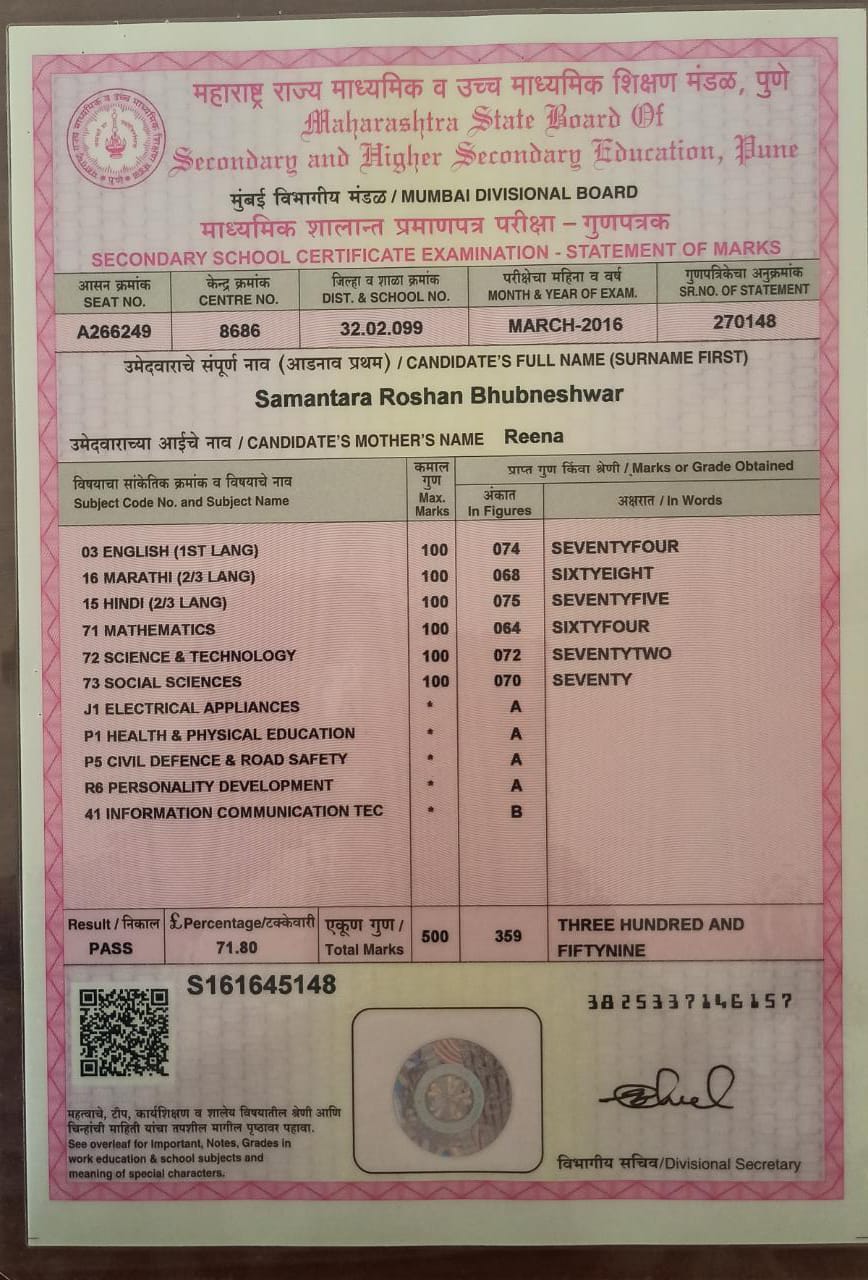 महाराष्ट्र राज्य माध्यमिक व उच्च माध्यमिक शिक्षण मंडळ, पुणे
Maharashtra State Board Of
Secondary and Higher Secondary Education, Pune
मुंबई विभागीय मंडळ / MUMBAI DIVISIONAL BOARD
माध्यमिक शालान्त प्रमाणपत्र परीक्षा – गुणपत्रक
SECONDARY SCHOOL CERTIFICATE EXAMINATION - STATEMENT OF MARKS
आसन क्रमांक केन्द्र क्रमांक जिल्हा व शाळा क्रमांक परीक्षेचा महिना व वर्ष गुणपत्रिकेचा अनुक्रमांक
SEAT NO. CENTRE NO. DIST. & SCHOOL NO. MONTH & YEAR OF EXAM. SR.NO. OF STATEMENT
A266249 8686 32.02.099 MARCH-2016 270148
उमेदवाराचे संपूर्ण नाव (आडनाव प्रथम) / CANDIDATE'S FULL NAME (SURNAME FIRST)
Samantara Roshan Bhubneshwar
उमेदवाराच्या आईचे नाव / CANDIDATE'S MOTHER'S NAME Reena
विषयाचा सांकेतिक क्रमांक व विषयाचे नाव
Subject Code No. and Subject Name
कमाल
गुण
Max.
Marks
प्राप्त गुण किंवा श्रेणी / Marks or Grade Obtained
अंकात
In Figures
अक्षरात / In Words
03 ENGLISH (1ST LANG) 100 074 SEVENTYFOUR
16 MARATHI (2/3 LANG) 100 068 SIXTYEIGHT
15 HINDI (2/3 LANG) 100 075 SEVENTYFIVE
71 MATHEMATICS 100 064 SIXTYFOUR
72 SCIENCE & TECHNOLOGY 100 072 SEVENTYTWO
73 SOCIAL SCIENCES 100 070 SEVENTY
J1 ELECTRICAL APPLIANCES * A
P1 HEALTH & PHYSICAL EDUCATION * A
P5 CIVIL DEFENCE & ROAD SAFETY * A
R6 PERSONALITY DEVELOPMENT * A
41 INFORMATION COMMUNICATION TEC * B
Result / निकाल £ Percentage/टक्केवारी एकूण गुण / 500 359 THREE HUNDRED AND
PASS 71.80 Total Marks FIFTYNINE
S161645148
3825337146157
महत्वाचे, टीप, कार्यशिक्षण व शालेय विषयातील श्रेणी आणि
चिन्हांची माहिती यांचा तपशील मागील पृष्ठावर पहावा.
See overleaf for Important, Notes, Grades in
work education & school subjects and
meaning of special characters.
विभागीय सचिव/Divisional Secretary